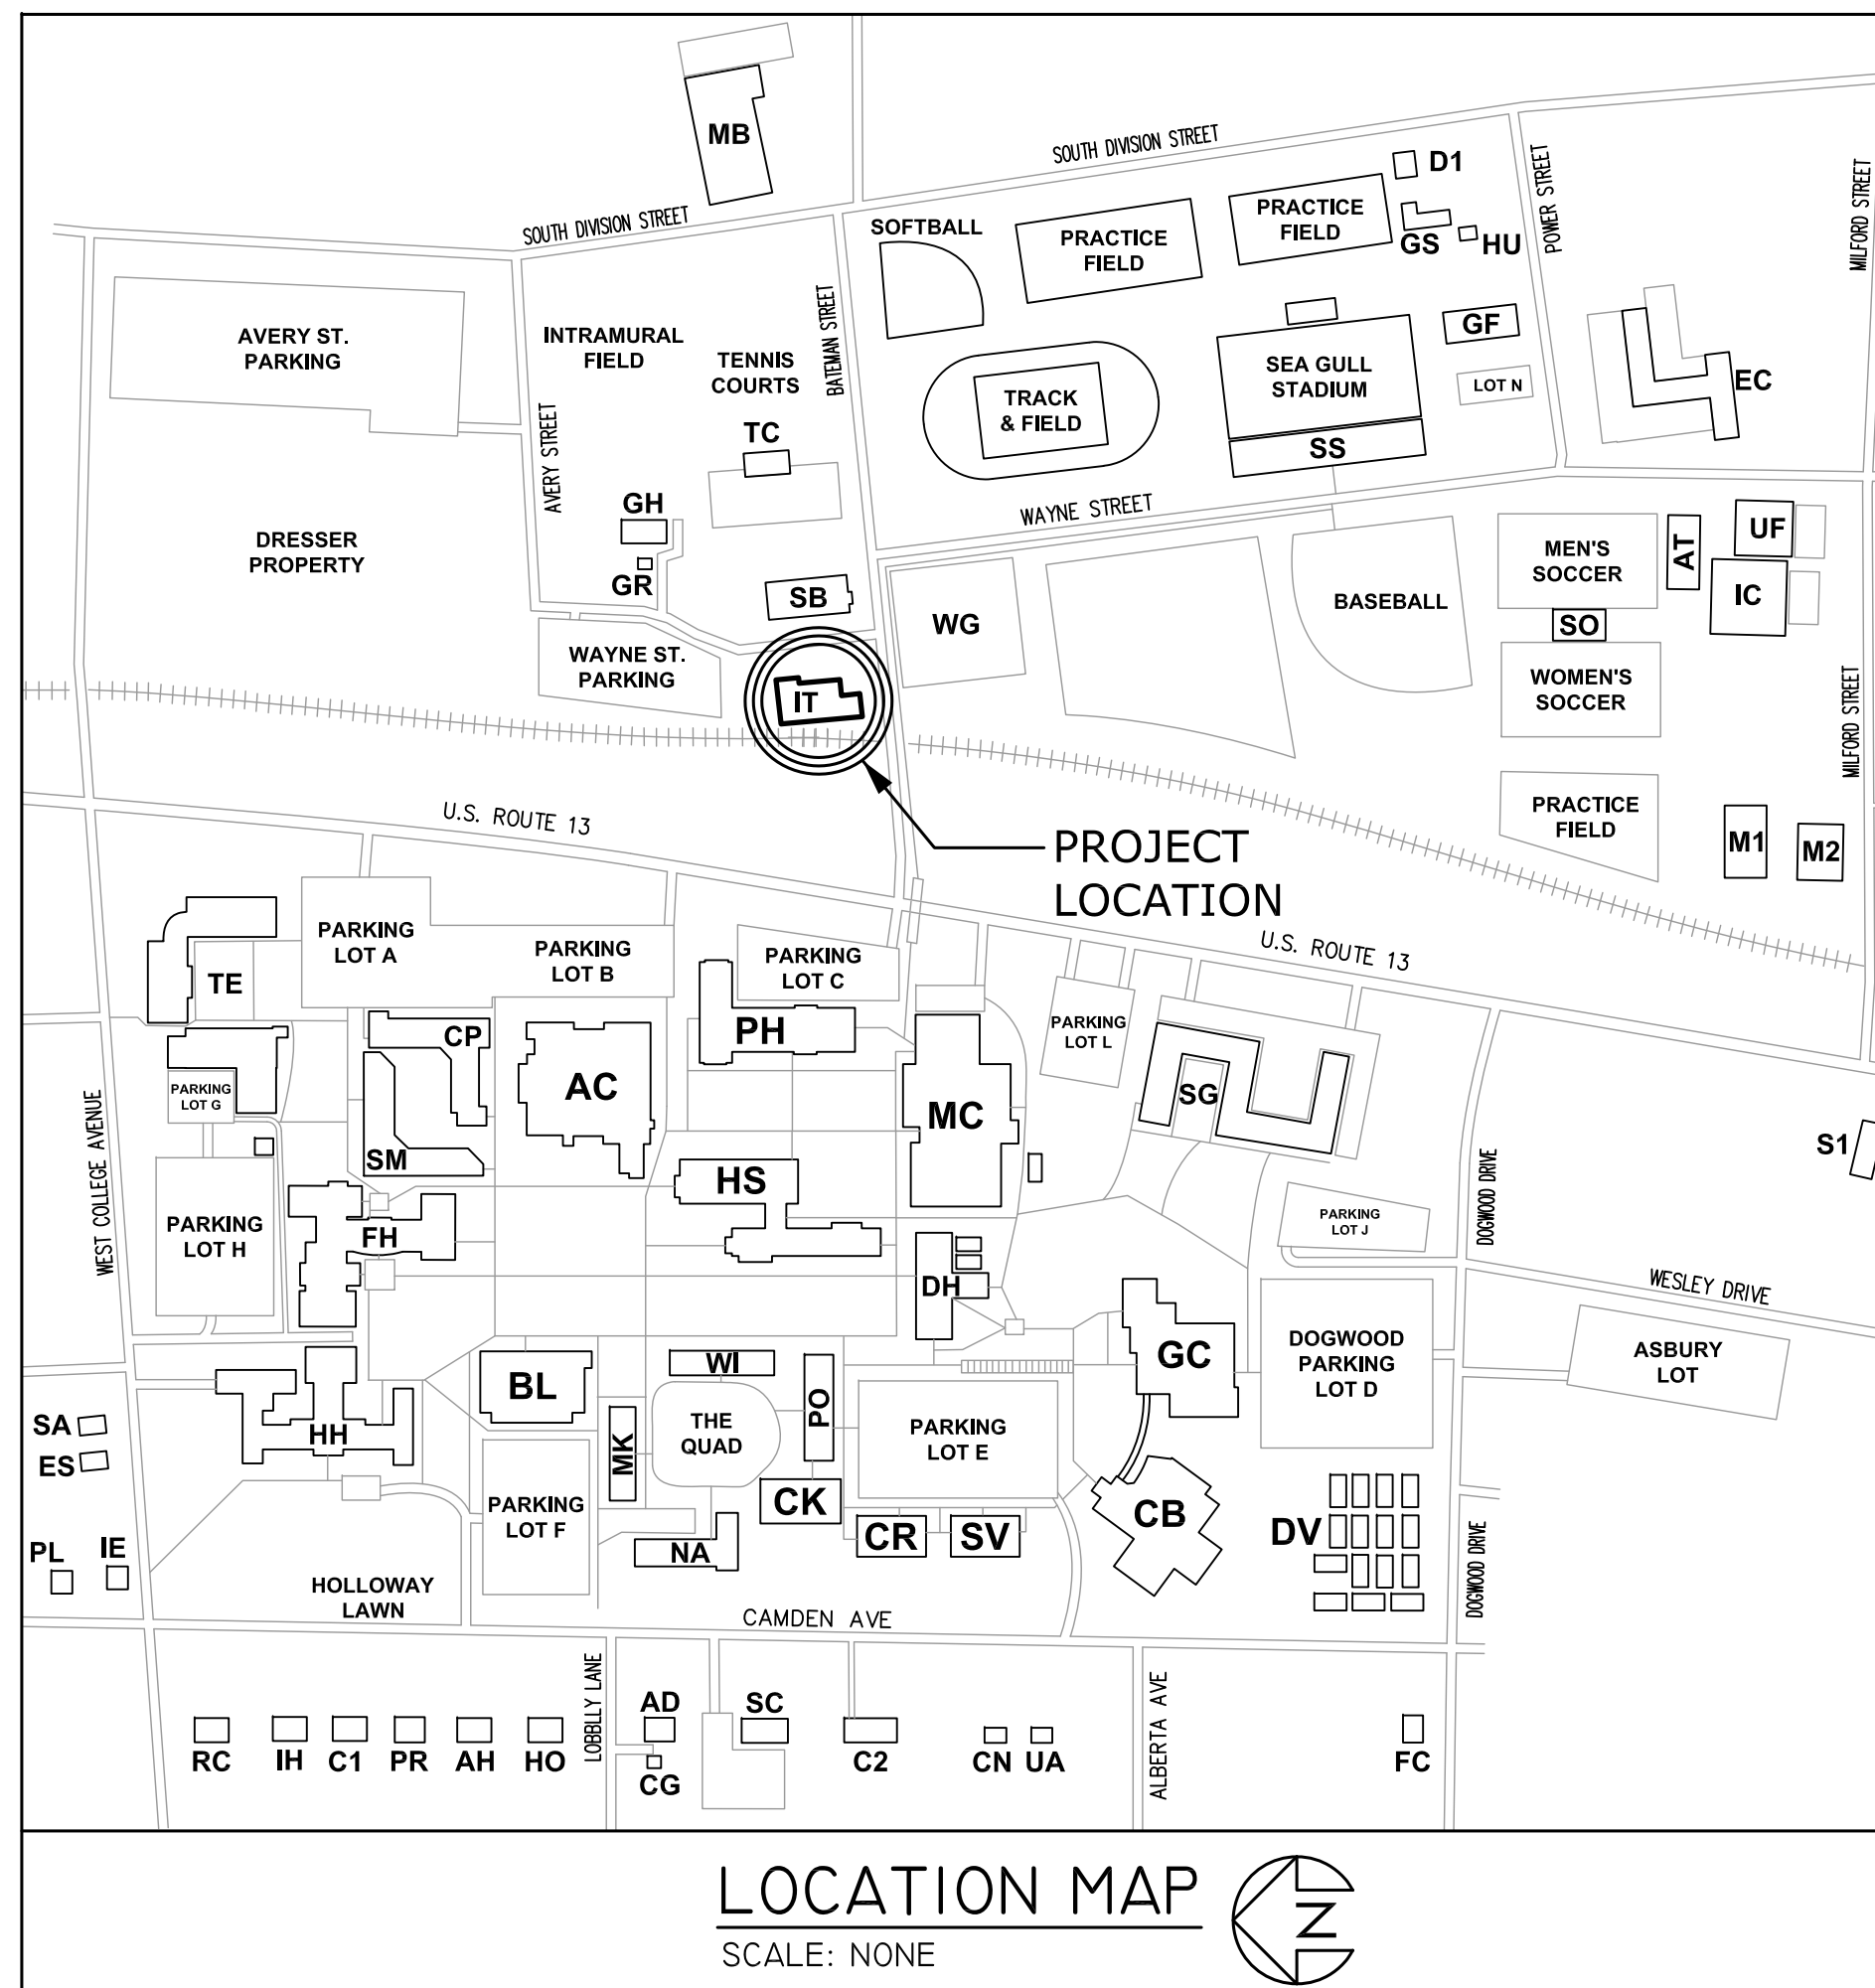 MB
SOUTH DIVISION STREET
SOUTH DIVISION STREET
D1
POWER STREET
MILFORD STREET
SOFTBALL
PRACTICE
FIELD
PRACTICE
FIELD
GS
HU
AVERY ST.
PARKING
INTRAMURAL
FIELD
TENNIS
COURTS
BATEMAN STREET
TRACK
& FIELD
SEA GULL
STADIUM
GF
LOT N
EC
SS
AVERY STREET
TC
GH
GR
DRESSER
PROPERTY
WAYNE STREET
SB
WG
BASEBALL
MEN'S
SOCCER
AT
UF
IC
SO
WOMEN'S
SOCCER
WAYNE ST.
PARKING
IT
MILFORD STREET
U.S. ROUTE 13
PROJECT
LOCATION
PRACTICE
FIELD
M1
M2
U.S. ROUTE 13
PARKING
LOT A
PARKING
LOT B
PARKING
LOT C
TE
CP
PH
PARKING
LOT L
AC
MC
SG
PARKING
LOT G
SM
HS
S1
WEST COLLEGE AVENUE
PARKING
LOT H
FH
DH
PARKING
LOT J
DOGWOOD DRIVE
WESLEY DRIVE
GC
DOGWOOD
PARKING
LOT D
ASBURY
LOT
BL
WI
PO
MK
THE
QUAD
PARKING
LOT E
SA
ES
HH
PARKING
LOT F
CK
CR
SV
CB
DV
NA
PL
IE
HOLLOWAY
LAWN
DOGWOOD DRIVE
CAMDEN AVE
LOBBLLY LANE
ALBERTA AVE
RC
IH
C1
PR
AH
HO
AD
CG
SC
C2
CN
UA
FC
LOCATION MAP
N
SCALE: NONE